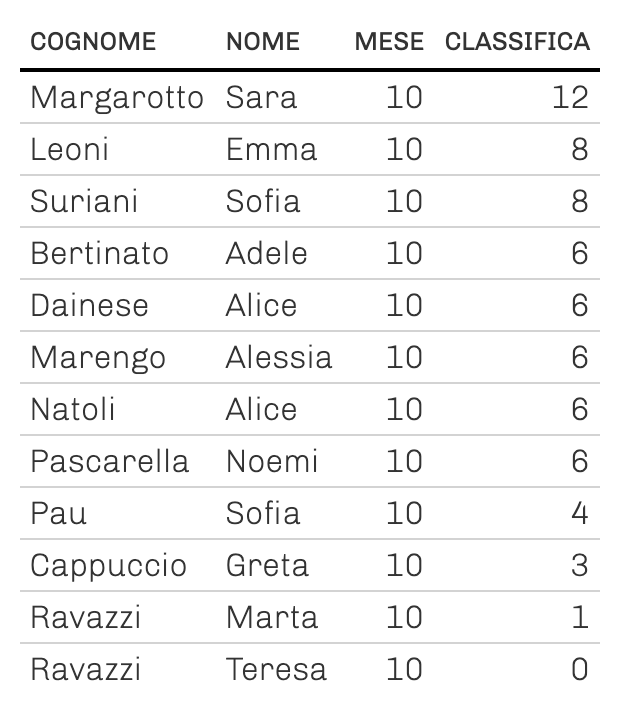 COGNOME NOME MESE CLASSIFICA
Margarotto Sara 10 12
Leoni Emma 10 8
Suriani Sofia 10 8
Bertinato Adele 10 6
Dainese Alice 10 6
Marengo Alessia 10 6
Natoli Alice 10 6
Pascarella Noemi 10 6
Pau Sofia 10 4
Cappuccio Greta 10 3
Ravazzi Marta 10 1
Ravazzi Teresa 10 0